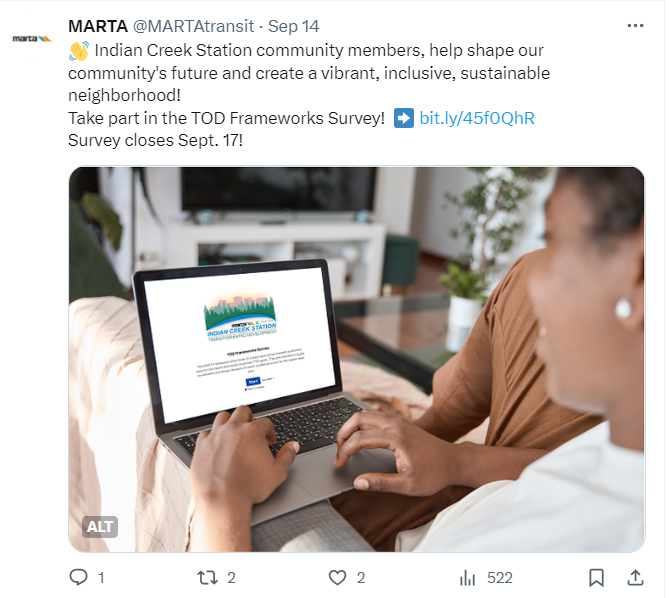 marta
MARTA @MARTAtransit · Sep 14
👋 Indian Creek Station community members, help shape our
community's future and create a vibrant, inclusive, sustainable
neighborhood!
Take part in the TOD Frameworks Survey! ➡️ bit.ly/45f0QhR
Survey closes Sept. 17!
marta
INDIAN CREEK STATION
TRANSIT-ORIENTED DEVELOPMENT
TOD Frameworks Survey
Start
ALT
1
2
2
522